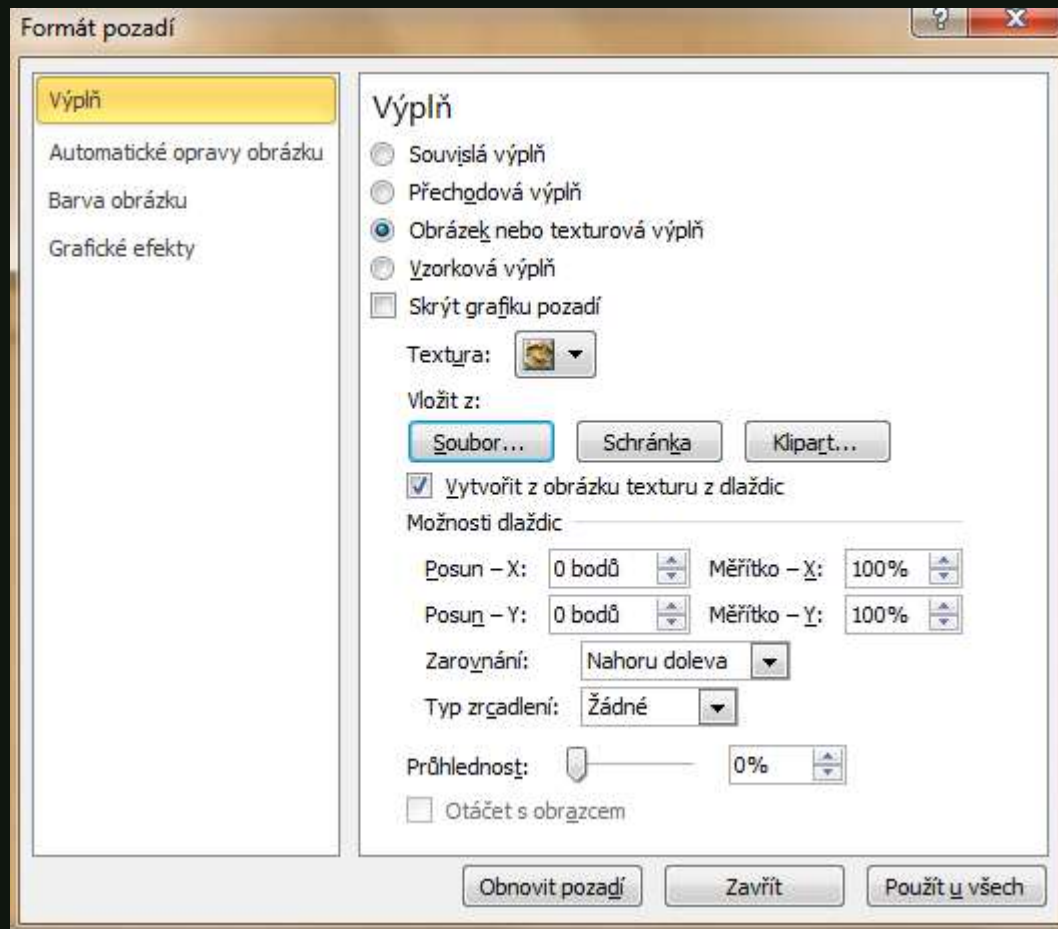 Formát pozadí
?
Výplň
Automatické opravy obrázku
Barva obrázku
Grafické efekty
Výplň
Souvislá výplň
Přechodová výplň
Obrázek nebo texturová výplň
Vzorková výplň
Skrýt grafiku pozadí
Textura:
Vložit z:
Soubor... Schránka Klipart...
Vytvořit z obrázku texturu z dlaždic
Možnosti dlaždic
Posun – X: 0 bodů Měřítko – X: 100%
Posun – Y: 0 bodů Měřítko – Y: 100%
Zarovnání: Nahoru doleva
Typ zrcadlení: Žádné
Průhlednost: 0%
Otáčet s obrazcem
Obnovit pozadí Zavřít Použít u všech